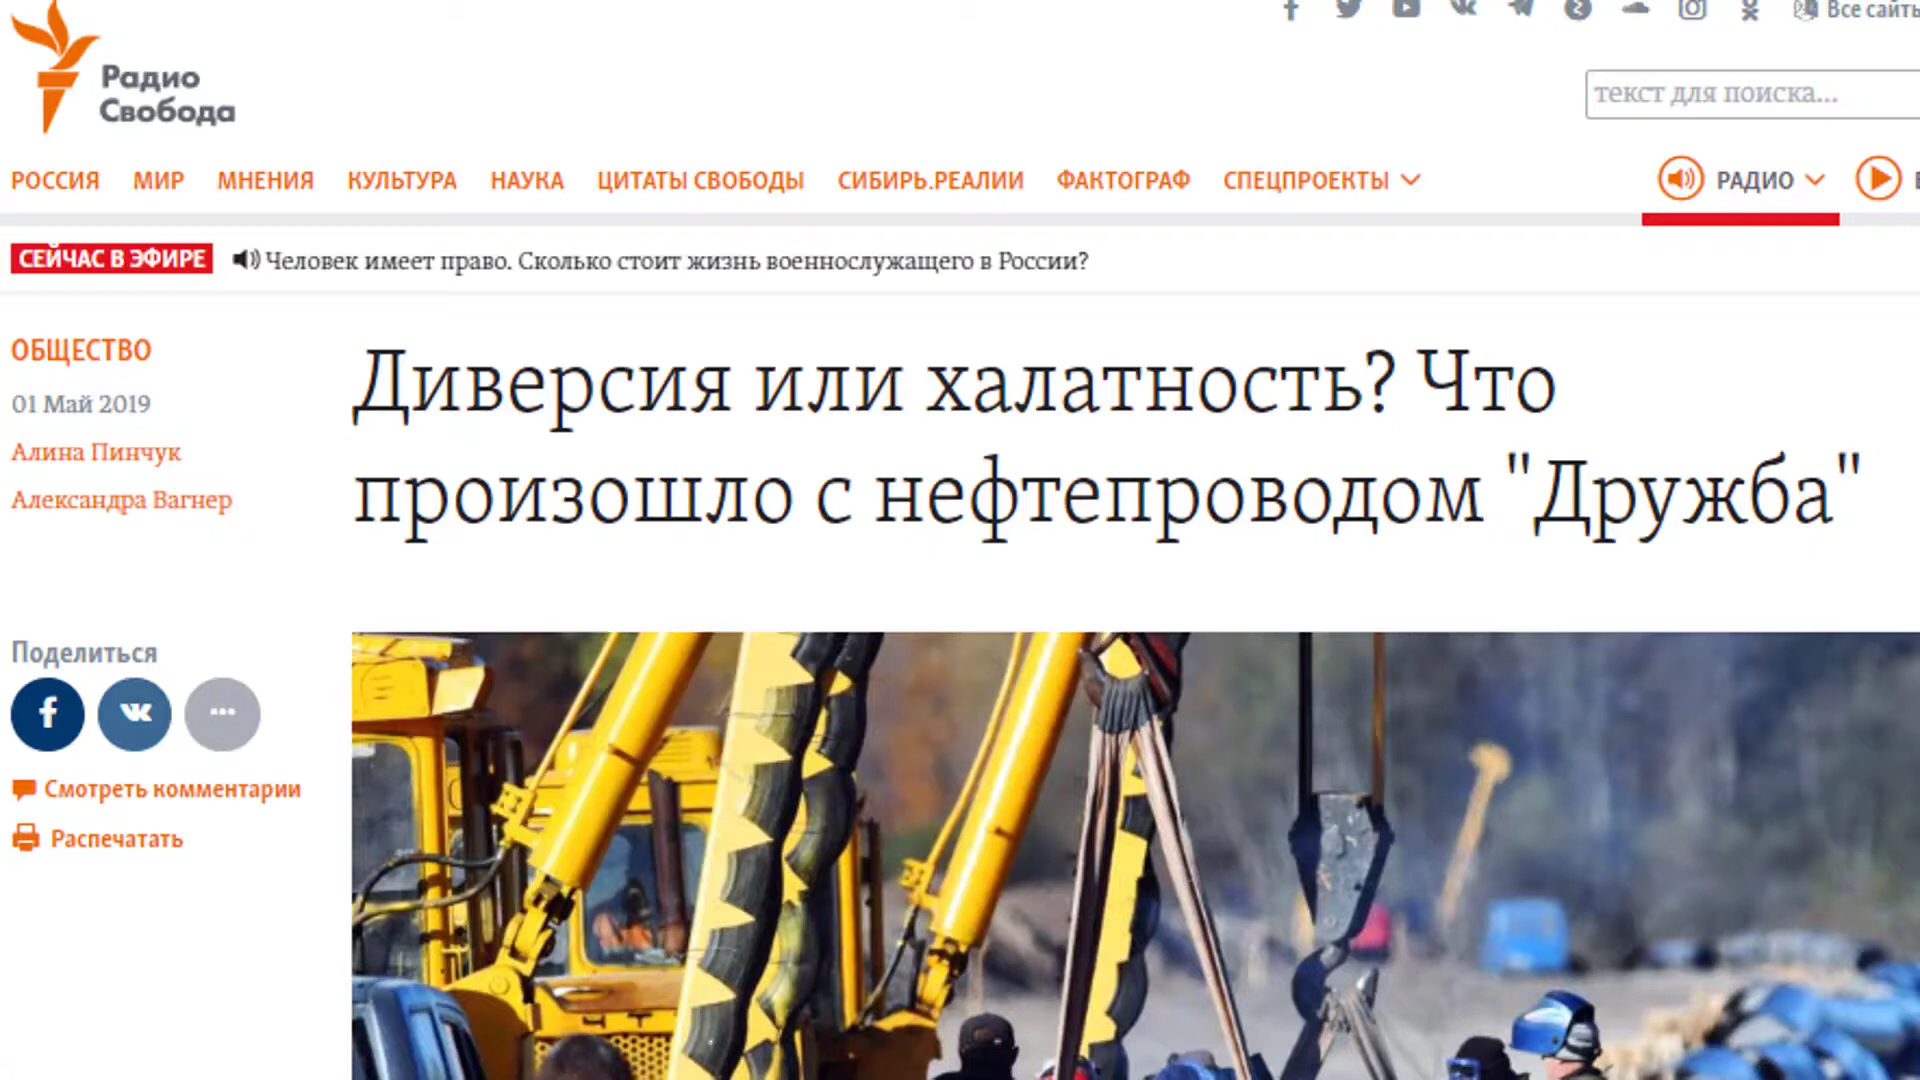 Все сайты
Радио
Свобода
текст для поиска...
РОССИЯ МИР МНЕНИЯ КУЛЬТУРА НАУКА ЦИТАТЫ СВОБОДЫ СИБИРЬ.РЕАЛИИ ФАКТОГРАФ СПЕЦПРОЕКТЫ РАДИО
СЕЙЧАС В ЭФИРЕ Человек имеет право. Сколько стоит жизнь военнослужащего в России?
ОБЩЕСТВО
01 Май 2019
Алина Пинчук
Александра Вагнер
Диверсия или халатность? Что
произошло с нефтепроводом "Дружба"
Поделиться
Смотреть комментарии
Распечатать